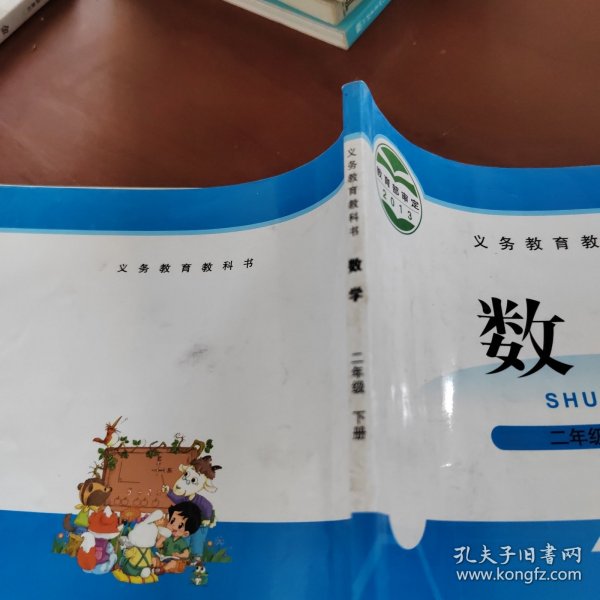 义务教育教科书
义务教育教科书 数学 二年级 下册
教育部审定
2013
义务教育教
数
SHU
二年级
孔夫子旧书网
www.kongfz.com